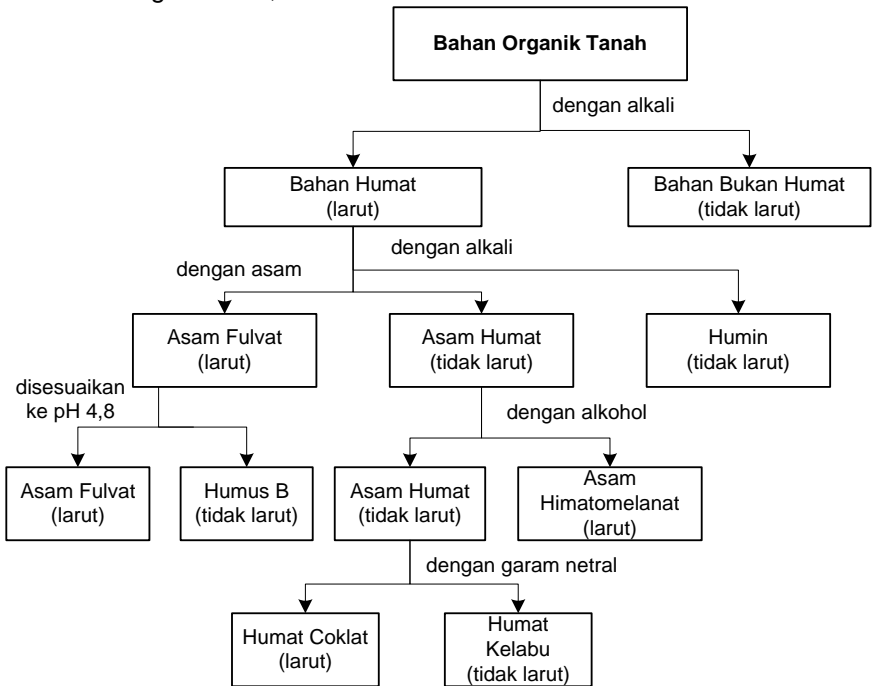 Bahan Organik Tanah
dengan alkali
Bahan Humat
(larut)
Bahan Bukan Humat
(tidak larut)
dengan alkali
dengan asam
Asam Fulvat
(larut)
Asam Humat
(tidak larut)
Humin
(tidak larut)
disesuaikan
ke pH 4,8
dengan alkohol
Asam Fulvat
(larut)
Humus B
(tidak larut)
Asam Humat
(tidak larut)
Asam
Himatomelanat
(larut)
dengan garam netral
Humat Coklat
(larut)
Humat
Kelabu
(tidak larut)